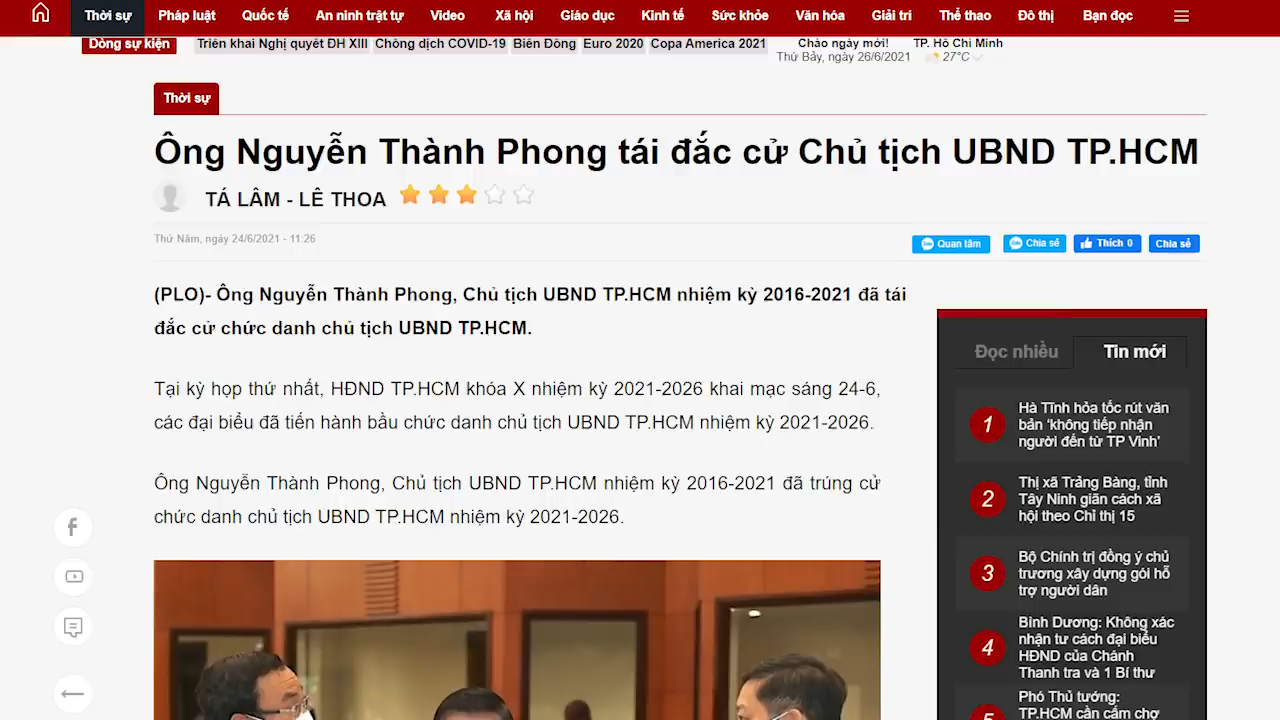 Thời sự Pháp luật Quốc tế An ninh trật tự Video Xã hội Giáo dục Kinh tế Sức khỏe Văn hóa Giải trí Thể thao Đô thị Bạn đọc
Dòng sự kiện Triển khai Nghị quyết ĐH XIII Chống dịch COVID-19 Biển Đông Euro 2020 Copa America 2021 Chào ngày mới! TP. Hồ Chí Minh
Thứ Bảy, ngày 26/6/2021 27°C
Thời sự
Ông Nguyễn Thành Phong tái đắc cử Chủ tịch UBND TP.HCM
TÁ LÂM - LÊ THOA
Thứ Năm, ngày 24/6/2021 - 11:26
Quan tâm Chia sẻ Thích 0 Chia sẻ
(PLO)- Ông Nguyễn Thành Phong, Chủ tịch UBND TP.HCM nhiệm kỳ 2016-2021 đã tái
đắc cử chức danh chủ tịch UBND TP.HCM.
Tại kỳ họp thứ nhất, HĐND TP.HCM khóa X nhiệm kỳ 2021-2026 khai mạc sáng 24-6,
các đại biểu đã tiến hành bầu chức danh chủ tịch UBND TP.HCM nhiệm kỳ 2021-2026.
Ông Nguyễn Thành Phong, Chủ tịch UBND TP.HCM nhiệm kỳ 2016-2021 đã trúng cử
chức danh chủ tịch UBND TP.HCM nhiệm kỳ 2021-2026.
Đọc nhiều Tin mới
1 Hà Tĩnh hỏa tốc rút văn
bản 'không tiếp nhận
người đến từ TP Vinh'
2 Thị xã Trảng Bàng, tỉnh
Tây Ninh giãn cách xã
hội theo Chỉ thị 15
3 Bộ Chính trị đồng ý chủ
trương xây dựng gói hỗ
trợ người dân
4 Bình Dương: Không xác
nhận tư cách đại biểu
HĐND của Chánh
Thanh tra và 1 Bí thư
5 Phó Thủ tướng:
TP.HCM cần cấm chợ